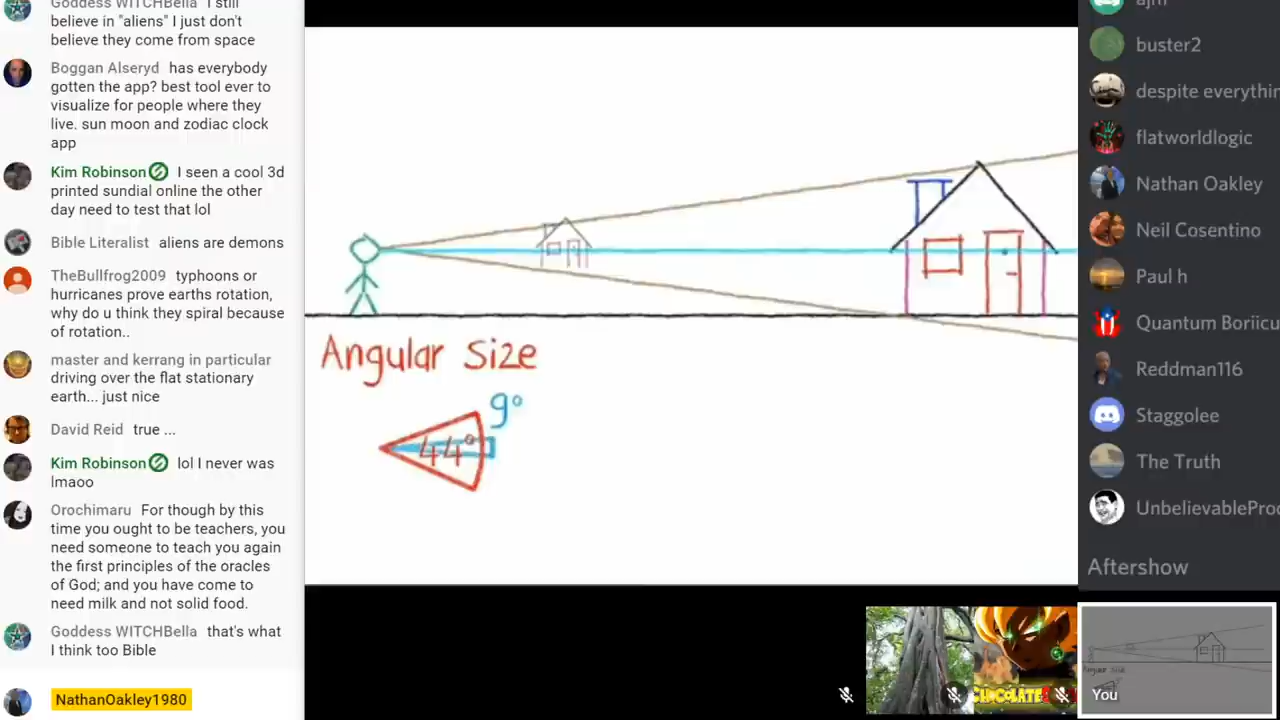 Goddess WITCHBella I still
believe in "aliens" I just don't
believe they come from space
Boggan Alseryd has everybody
gotten the app? best tool ever to
visualize for people where they
live. sun moon and zodiac clock
app
Kim Robinson I seen a cool 3d
printed sundial online the other
day need to test that lol
Bible Literalist aliens are demons
TheBullfrog2009 typhoons or
hurricanes prove earths rotation,
why do u think they spiral because
of rotation..
master and kerrang in particular
driving over the flat stationary
earth... just nice
David Reid true ...
Kim Robinson lol I never was
lmaoo
Orochimaru For though by this
time you ought to be teachers, you
need someone to teach you again
the first principles of the oracles
of God; and you have come to
need milk and not solid food.
Goddess WITCHBella that's what
I think too Bible
NathanOakley1980
Angular Size
9°
44°
ajm
buster2
despite everythin
flatworldlogic
Nathan Oakley
Neil Cosentino
Paul h
Quantum Boriicu
Reddman116
Staggolee
The Truth
UnbelievableProd
Aftershow
Angular Size
You